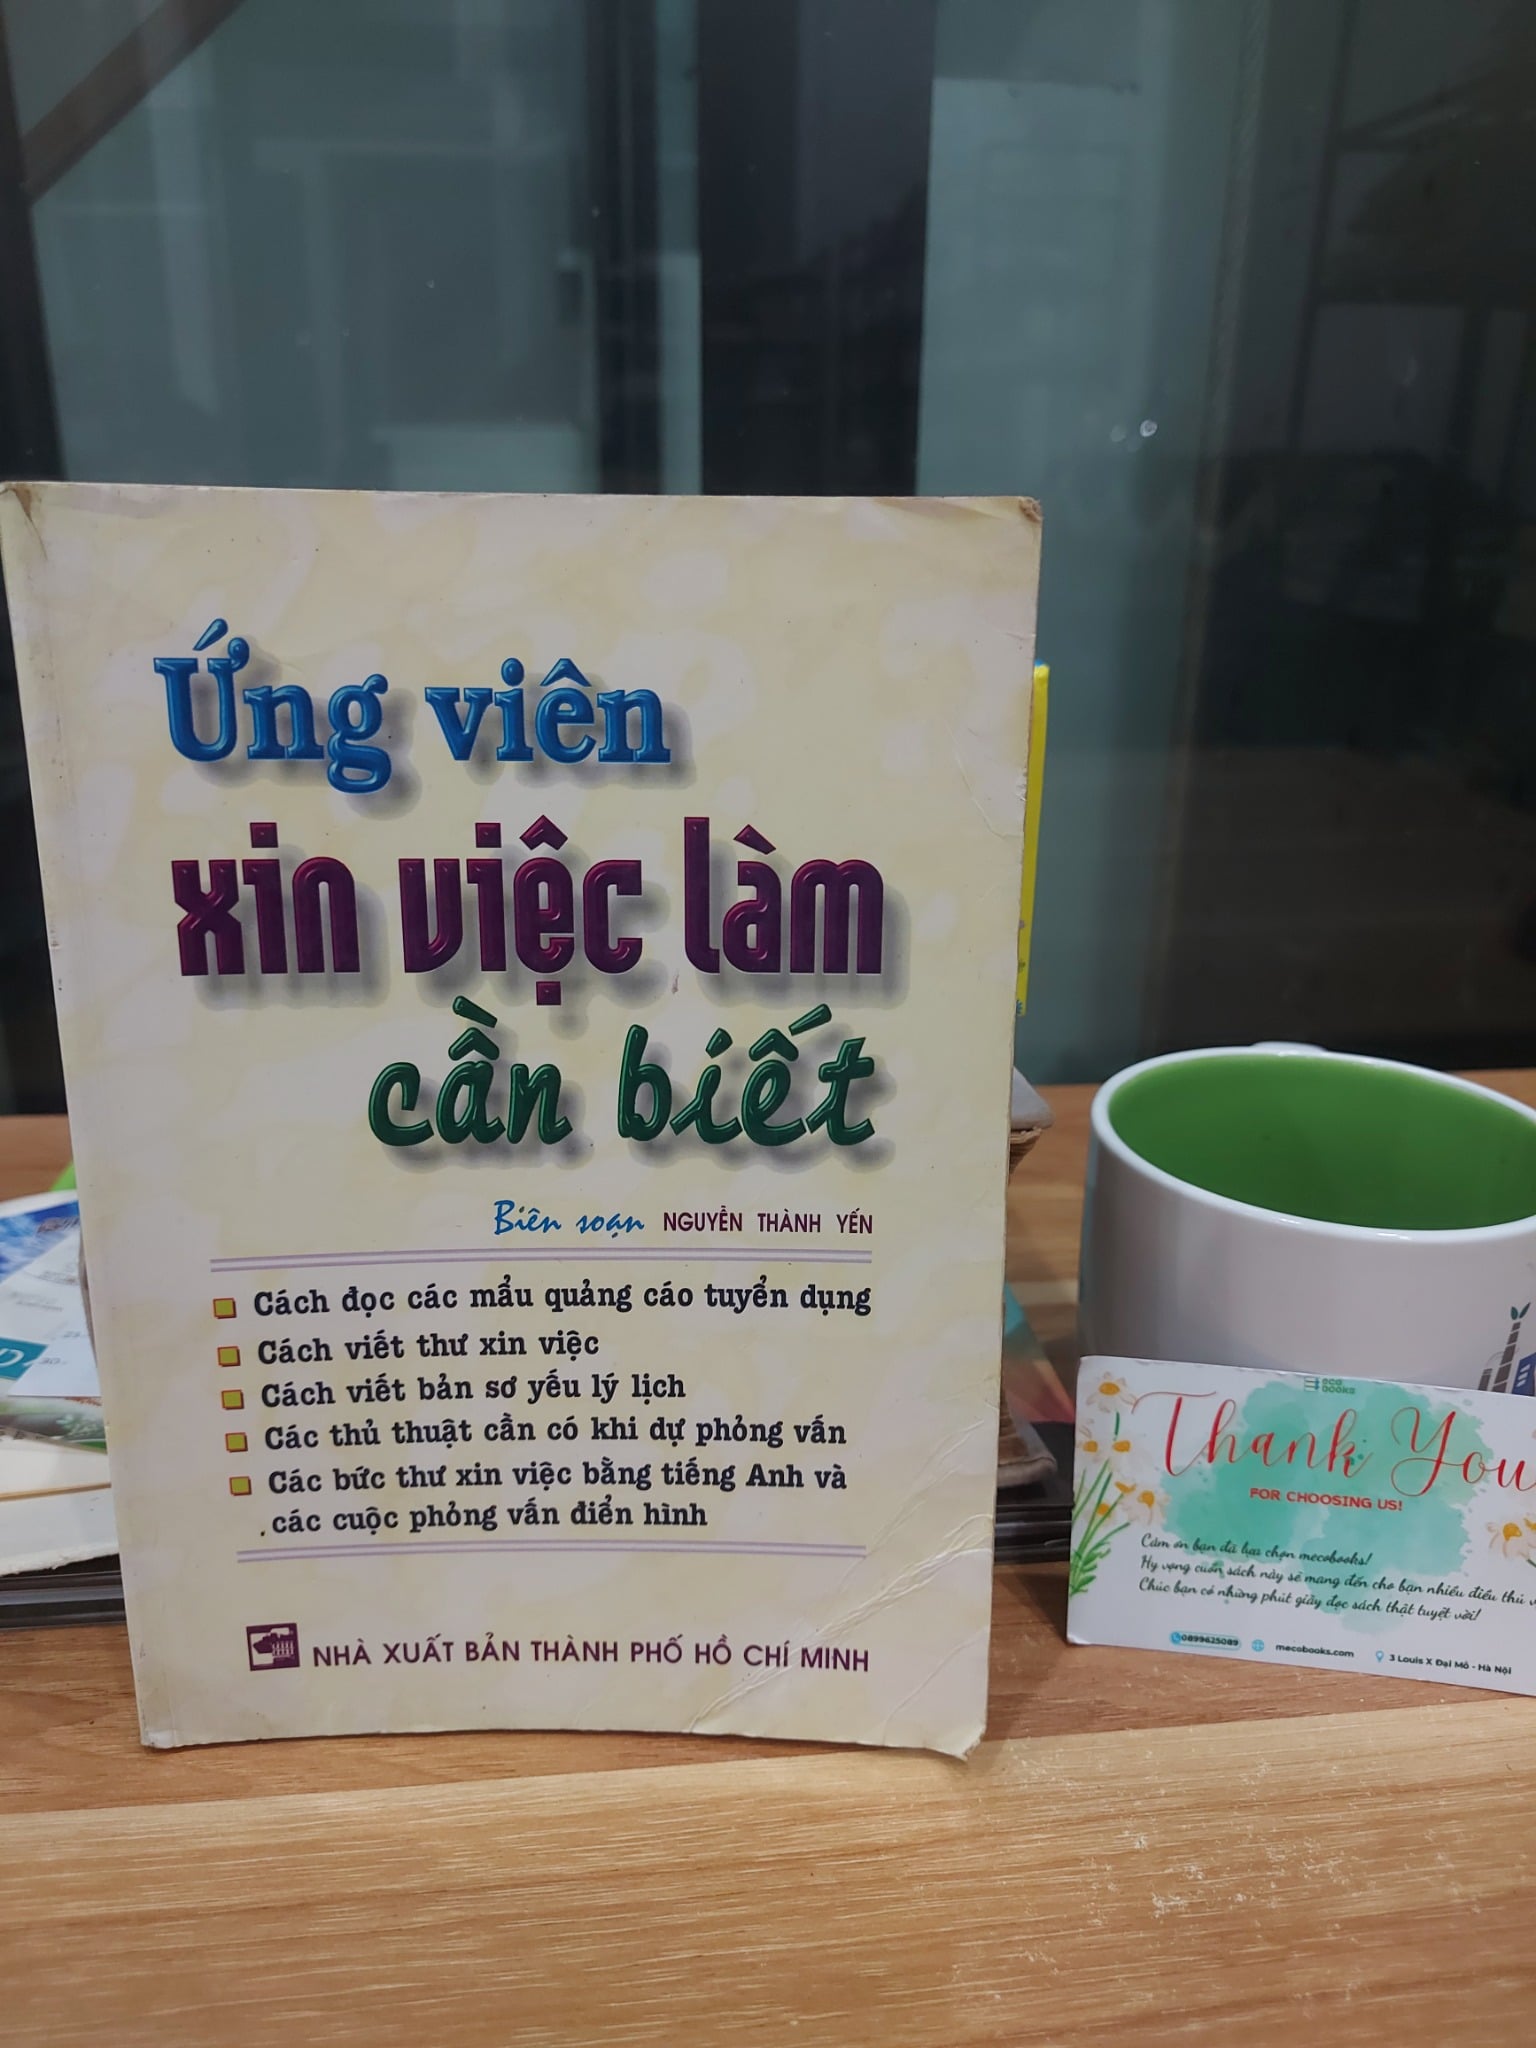 Ứng viên
xin việc làm
cần biết
Biên soạn NGUYỄN THÀNH YẾN
Cách đọc các mẩu quảng cáo tuyển dụng
Cách viết thư xin việc
Cách viết bản sơ yếu lý lịch
Các thủ thuật cần có khi dự phỏng vấn
Các bức thư xin việc bằng tiếng Anh và
các cuộc phỏng vấn điển hình
NHÀ XUẤT BẢN THÀNH PHỐ HỒ CHÍ MINH
eco
books
Thank You
FOR CHOOSING US!
Cảm ơn bạn đã lựa chọn mecobooks!
Hy vọng cuốn sách này sẽ mang đến cho bạn nhiều điều thú
Chúc bạn có những phút giây đọc sách thật tuyệt vời!
0899625089 mecobooks.com 3 Louis X Đại Mỗ - Hà Nội